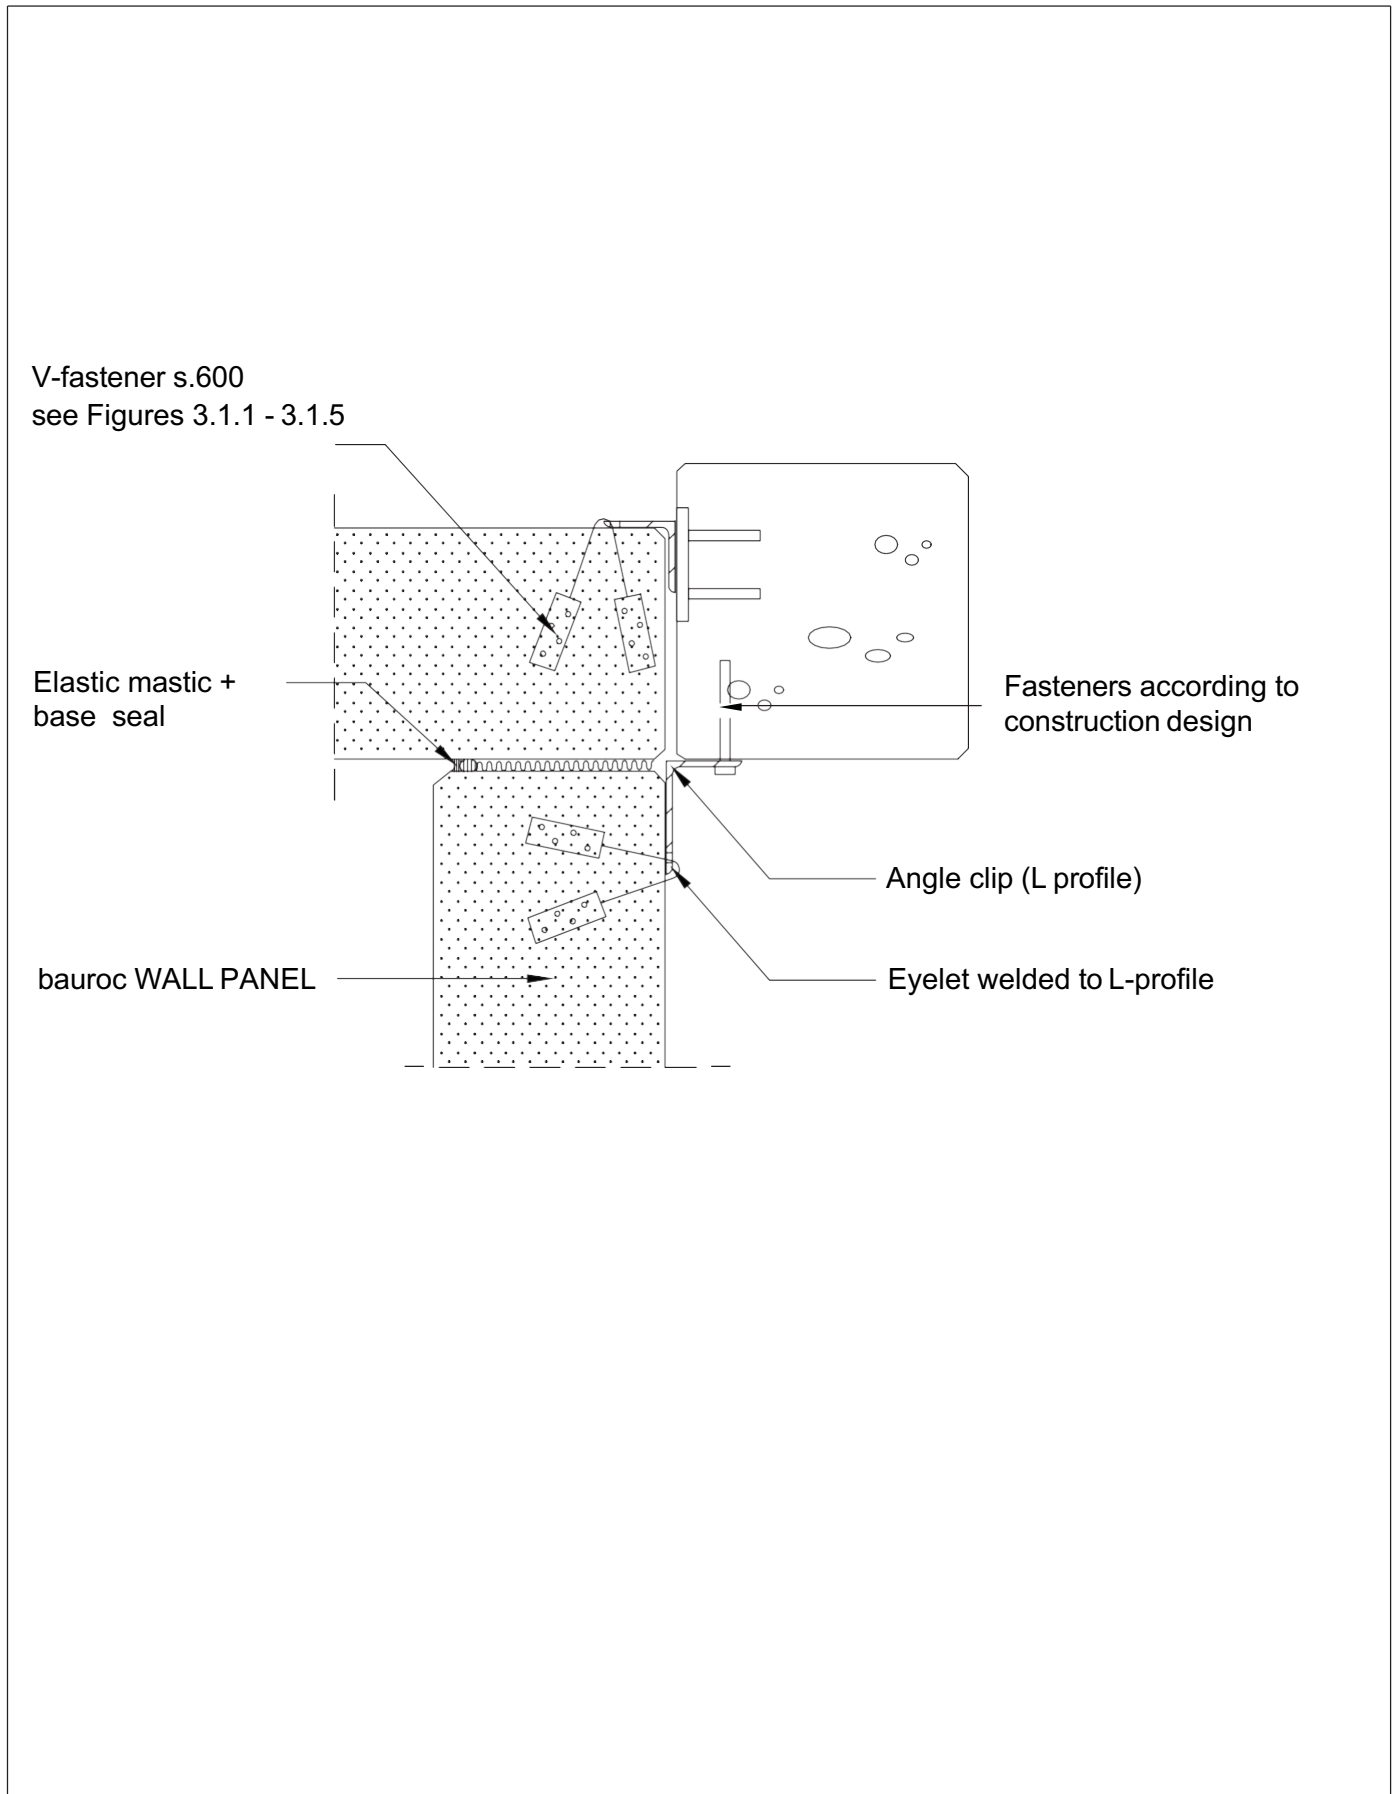 V-fastener s.600
see Figures 3.1.1 - 3.1.5
Elastic mastic +
base seal
Fasteners according to
construction design
Angle clip (L profile)
bauroc WALL PANEL
Eyelet welded to L-profile